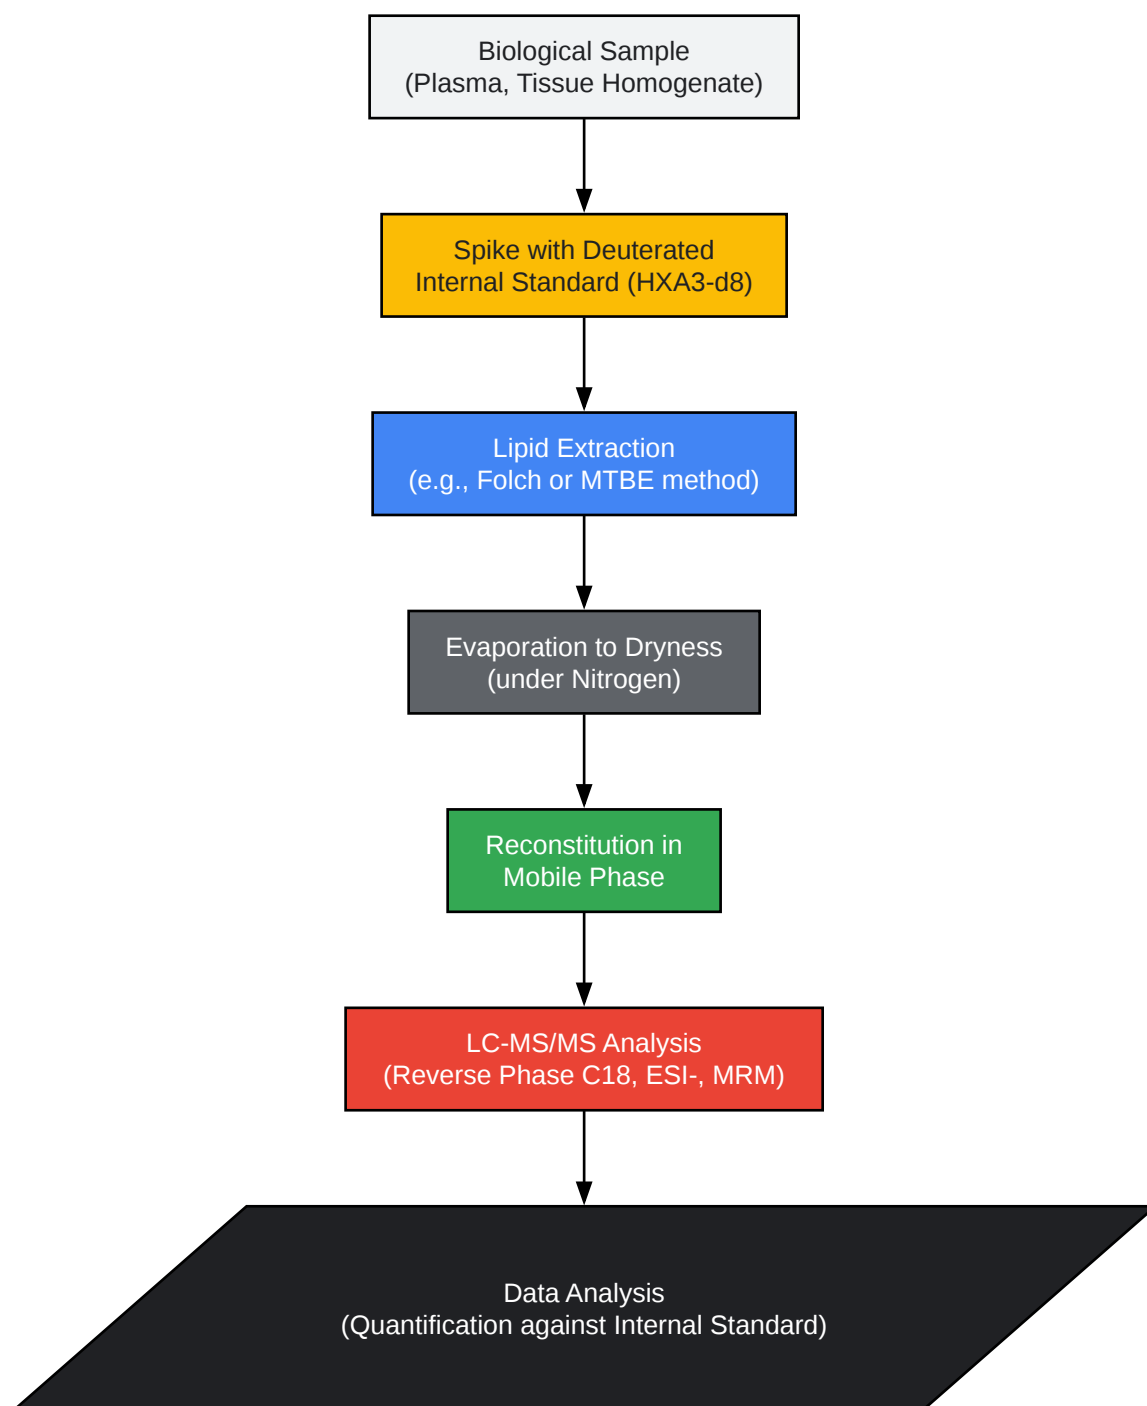 Biological Sample
(Plasma, Tissue Homogenate)
Spike with Deuterated
Internal Standard (HXA3-d8)
Lipid Extraction
(e.g., Folch or MTBE method)
Evaporation to Dryness
(under Nitrogen)
Reconstitution in
Mobile Phase
LC-MS/MS Analysis
(Reverse Phase C18, ESI-, MRM)
Data Analysis
(Quantification against Internal Standard)